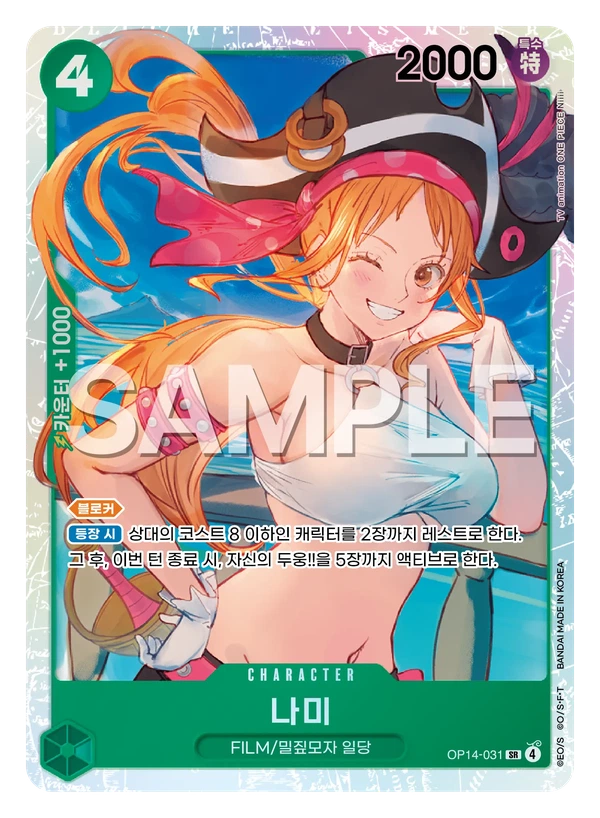 4
2000
특수
特
TV animation ONE PIECE
카운터 +1000
SAMPLE
블로커
등장 시 상대의 코스트 8 이하인 캐릭터를 2장까지 레스트로 한다.
그 후, 이번 턴 종료 시, 자신의 두웅!!을 5장까지 액티브로 한다.
BANDAI MADE IN KOREA
©E.O/S ©O/S·F·T
CHARACTER
나미
FILM/밀짚모자 일당
OP14-031 SR 4